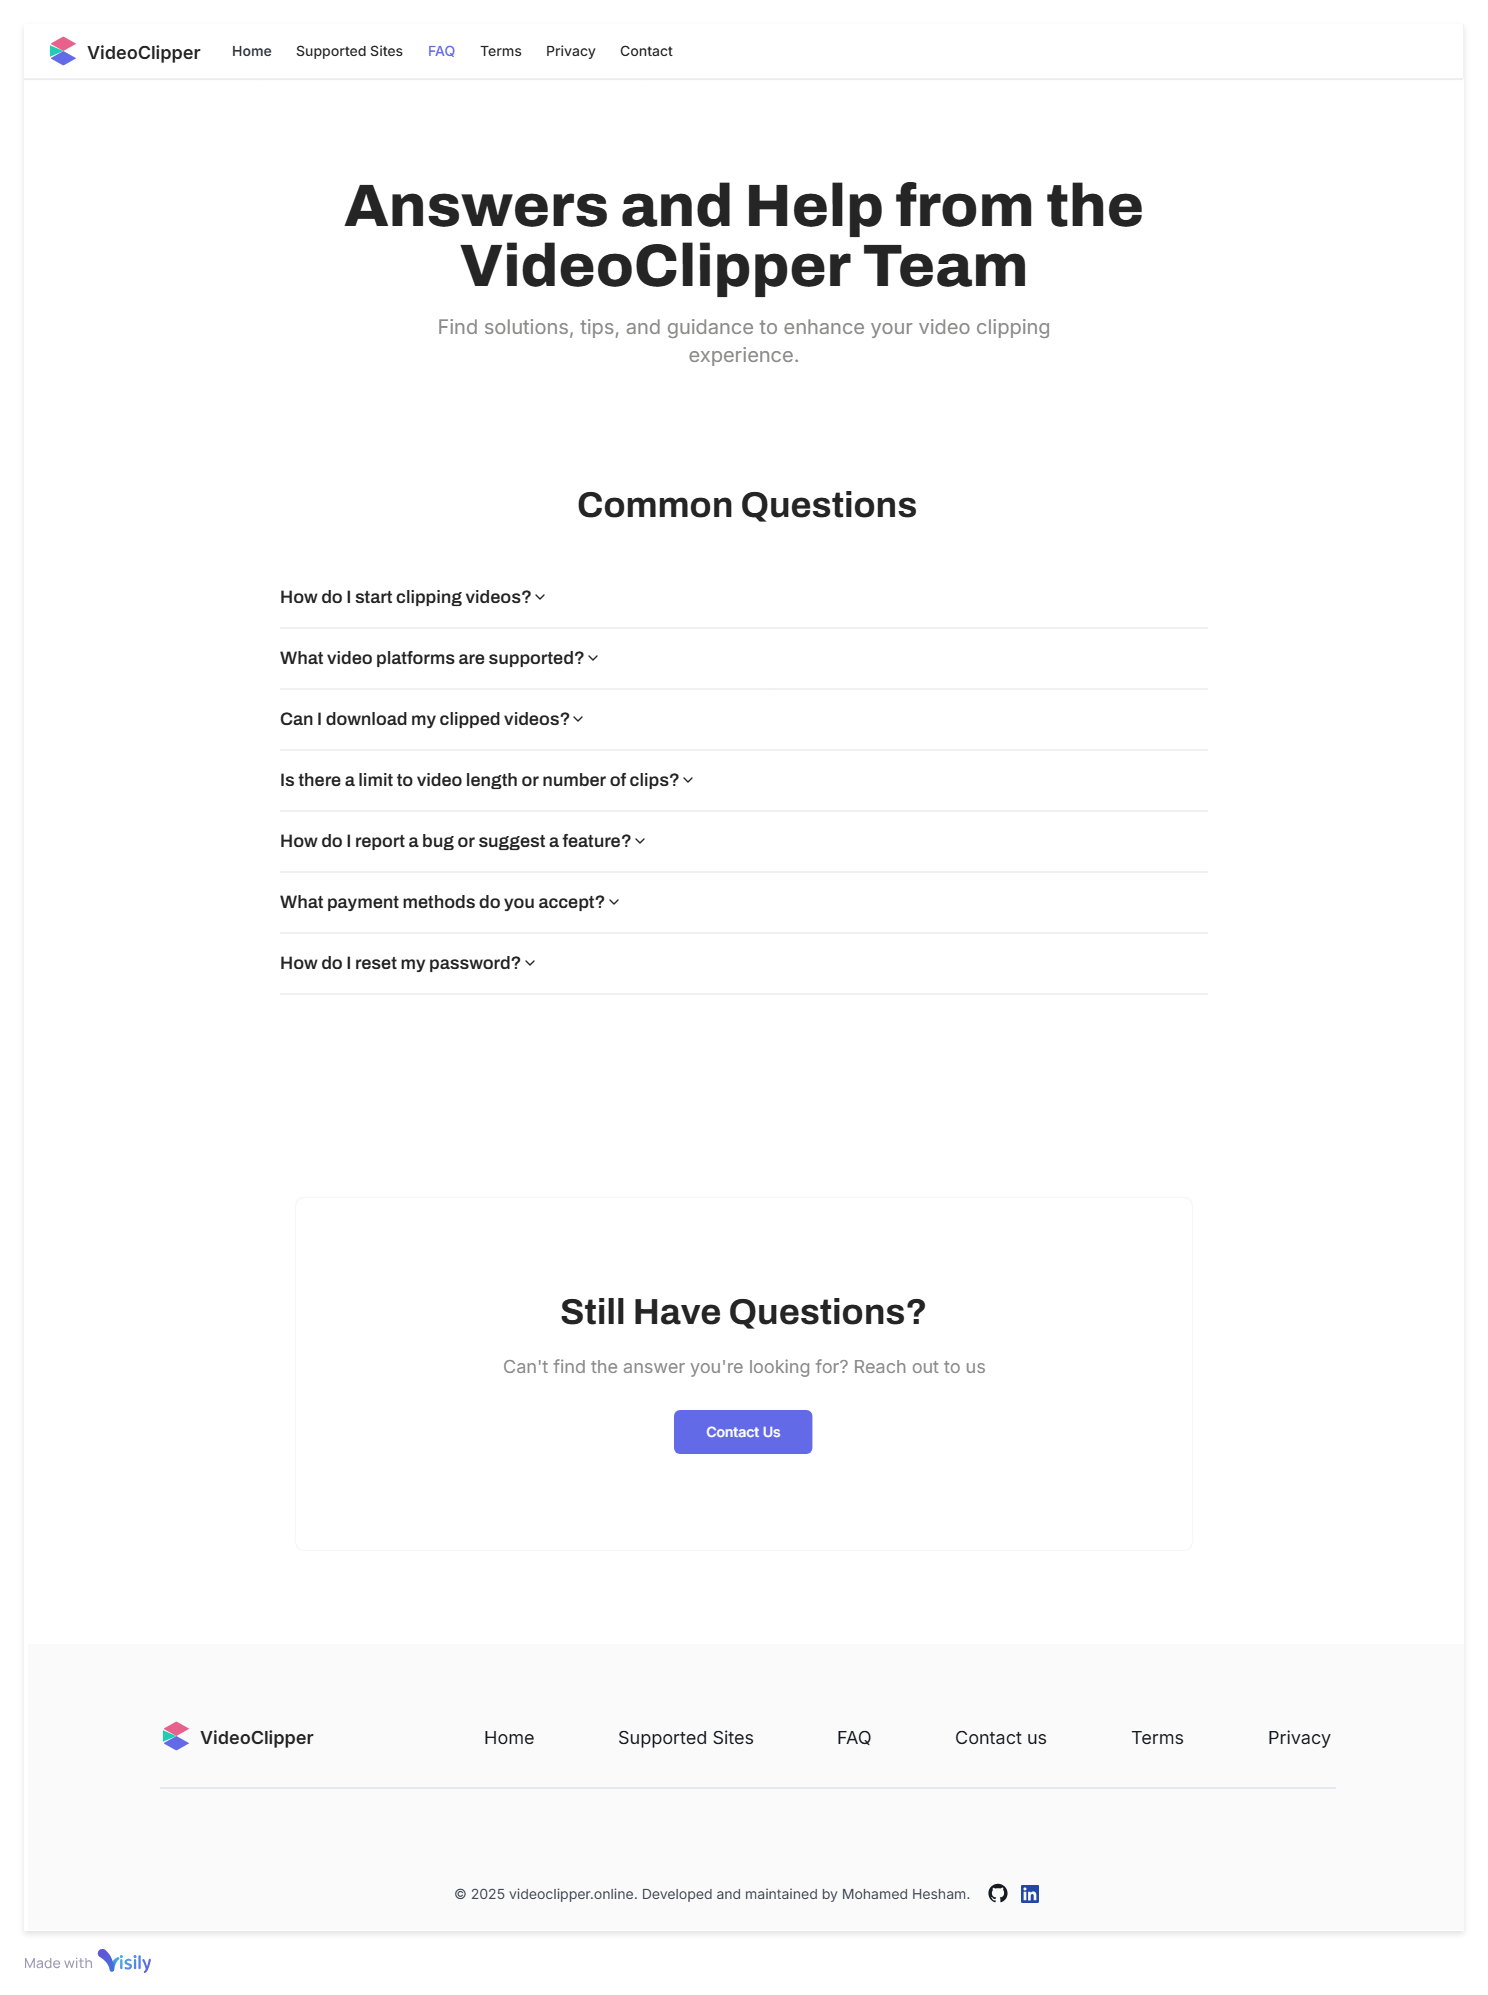 VideoClipper Home Supported Sites FAQ Terms Privacy Contact
Answers and Help from the
VideoClipper Team
Find solutions, tips, and guidance to enhance your video clipping
experience.
Common Questions
How do I start clipping videos?
What video platforms are supported?
Can I download my clipped videos?
Is there a limit to video length or number of clips?
How do I report a bug or suggest a feature?
What payment methods do you accept?
How do I reset my password?
Still Have Questions?
Can't find the answer you're looking for? Reach out to us
Contact Us
VideoClipper Home Supported Sites FAQ Contact us Terms Privacy
© 2025 videoclipper.online. Developed and maintained by Mohamed Hesham. in
Made with Visily